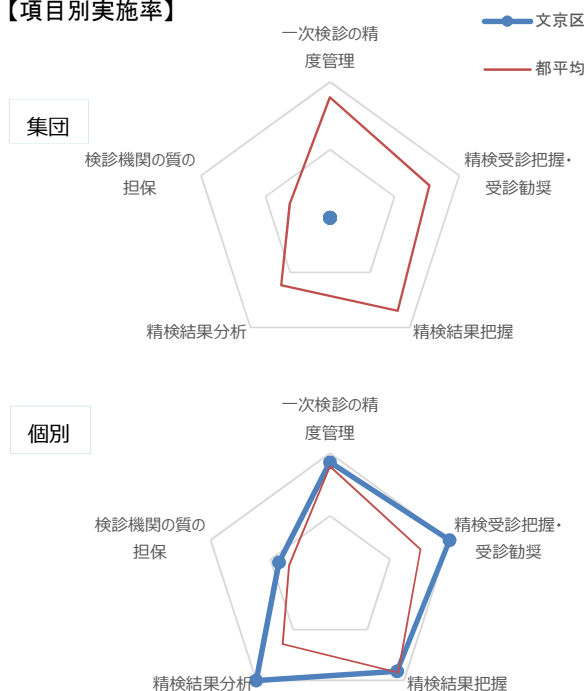 【項目別実施率】
文京区
都平均
集団
一次検診の精
度管理
精検受診把握・
受診勧奨
精検結果把握
精検結果分析
検診機関の質の
担保
個別
一次検診の精
度管理
精検受診把握・
受診勧奨
精検結果把握
精検結果分析
検診機関の質の
担保